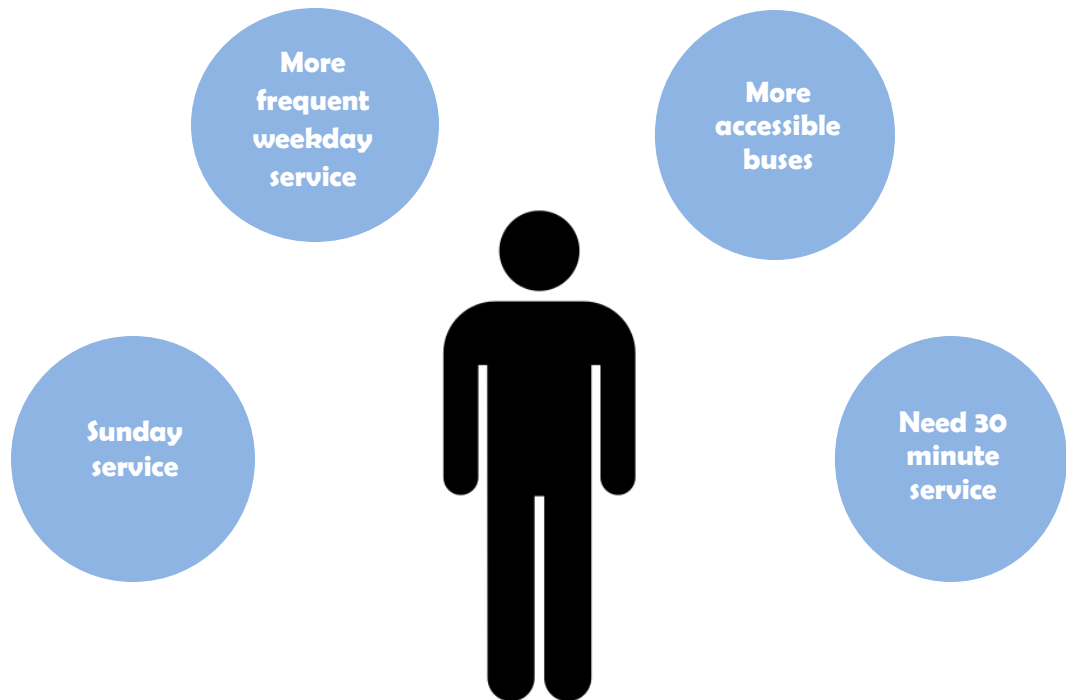 More
frequent
weekday
service
More
accessible
buses
Sunday
service
Need 30
minute
service